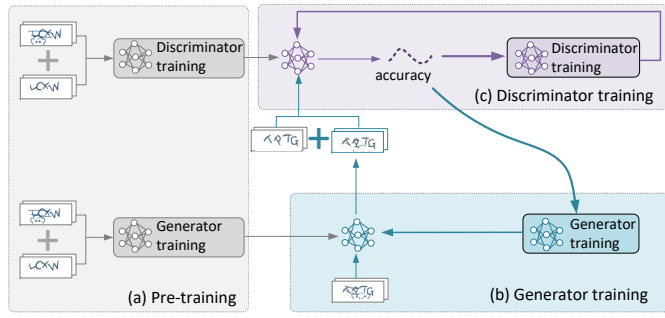 Discriminator
training
Discriminator
training
accuracy
(c) Discriminator training
Generator
training
Generator
training
(a) Pre-training
(b) Generator training